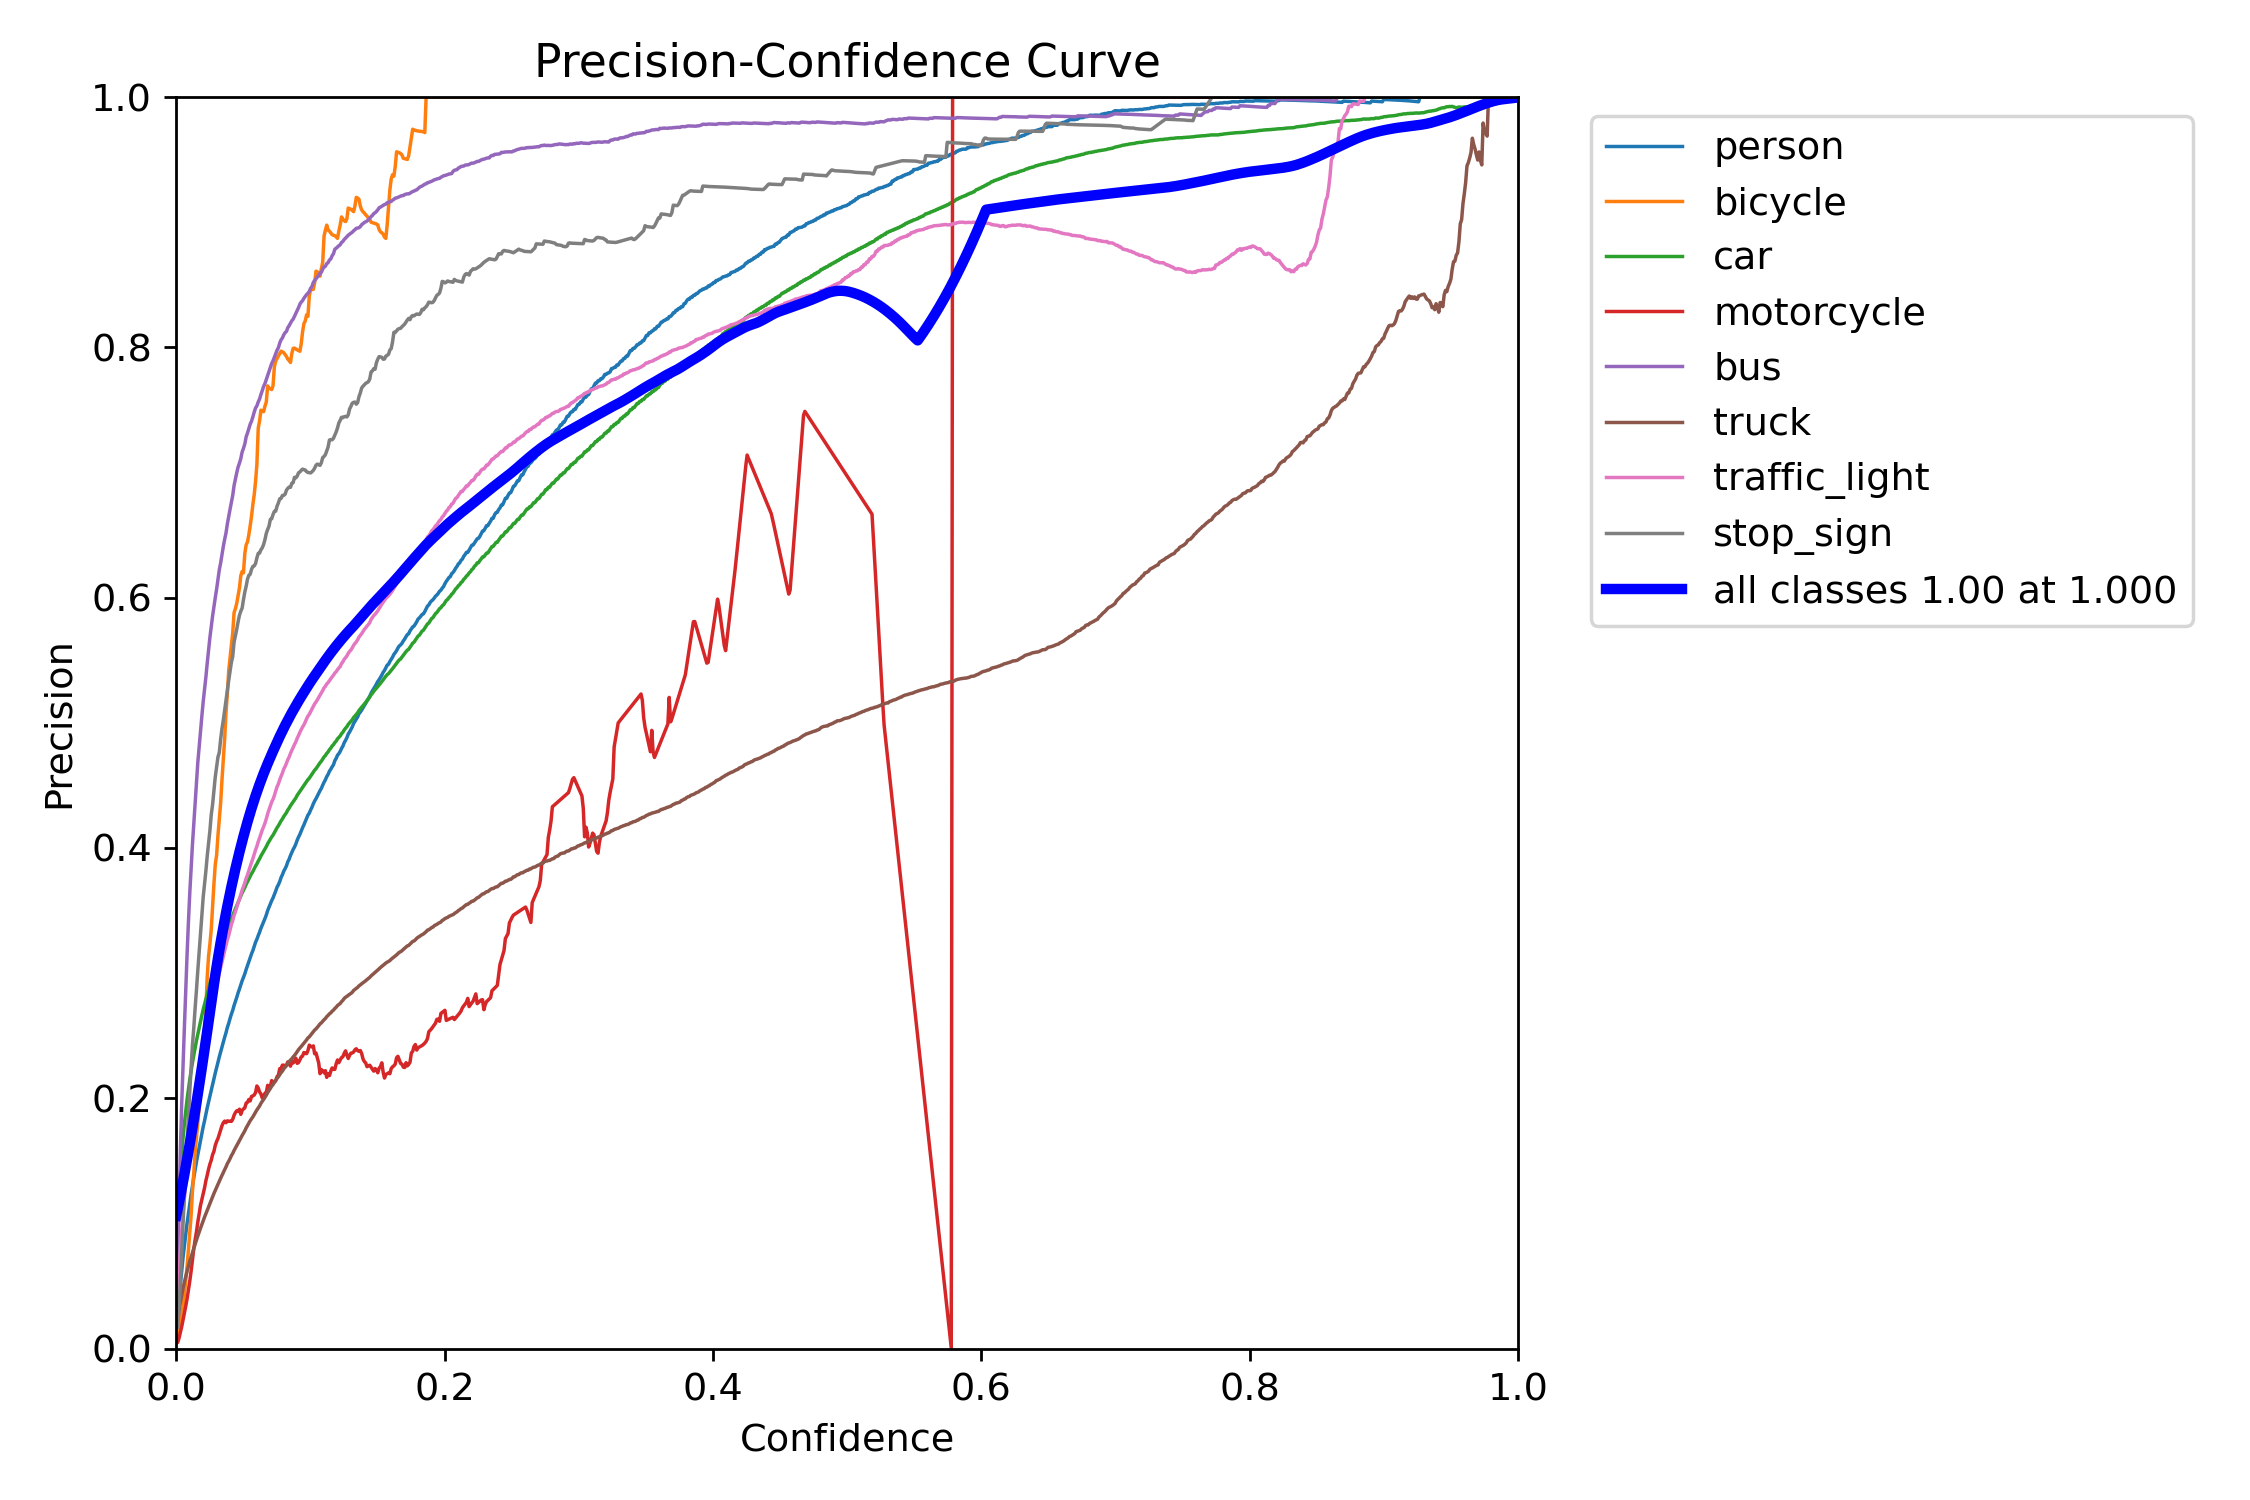 Precision-Confidence Curve
1.0
0.8
0.6
0.4
0.2
0.0
Precision
0.0 0.2 0.4 0.6 0.8 1.0
Confidence
person
bicycle
car
motorcycle
bus
truck
traffic_light
stop_sign
all classes 1.00 at 1.000